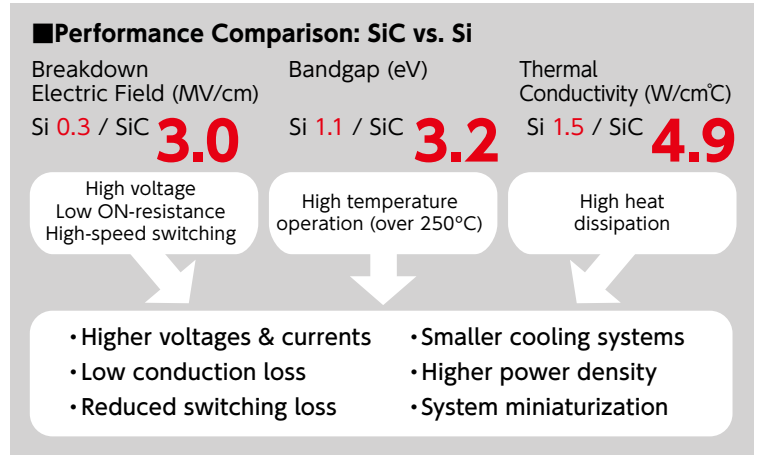 ■Performance Comparison: SiC vs. Si
Breakdown
Electric Field (MV/cm)
Si 0.3 / SiC 3.0
High voltage
Low ON-resistance
High-speed switching
Bandgap (eV)
Si 1.1 / SiC 3.2
High temperature
operation (over 250°C)
Thermal
Conductivity (W/cm℃)
Si 1.5 / SiC 4.9
High heat
dissipation
・Higher voltages & currents
・Low conduction loss
・Reduced switching loss
・Smaller cooling systems
・Higher power density
・System miniaturization